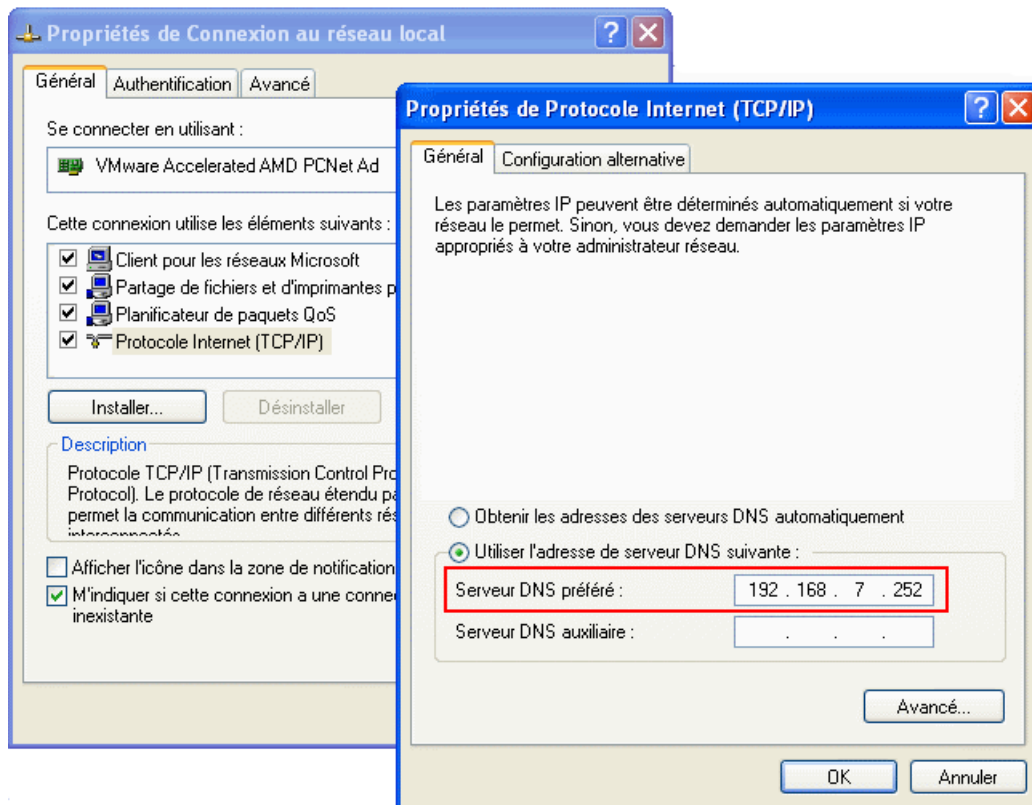 Propriétés de Connexion au réseau local
Général Authentification Avancé
Se connecter en utilisant :
VMware Accelerated AMD PCNet Ad
Cette connexion utilise les éléments suivants :
Client pour les réseaux Microsoft
Partage de fichiers et d'imprimantes p
Planificateur de paquets QoS
Protocole Internet (TCP/IP)
Installer... Désinstaller
Description
Protocole TCP/IP (Transmission Control Pro
Protocol). Le protocole de réseau étendu pa
permet la communication entre différents rés
Afficher l'icône dans la zone de notification
M'indiquer si cette connexion a une conne
inexistante
Propriétés de Protocole Internet (TCP/IP)
Général Configuration alternative
Les paramètres IP peuvent être déterminés automatiquement si votre
réseau le permet. Sinon, vous devez demander les paramètres IP
appropriés à votre administrateur réseau.
Obtenir les adresses des serveurs DNS automatiquement
Utiliser l'adresse de serveur DNS suivante :
Serveur DNS préféré : 192 . 168 . 7 . 252
Serveur DNS auxiliaire : . . .
Avancé...
OK Annuler